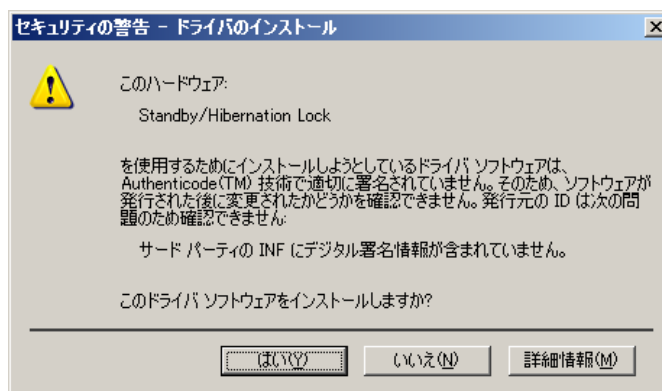 セキュリティの警告 - ドライバのインストール
このハードウェア:
Standby/Hibernation Lock
を使用するためにインストールしようとしているドライバ ソフトウェアは、
Authenticode(TM) 技術で適切に署名されていません。そのため、ソフトウェアが
発行された後に変更されたかどうかを確認できません。発行元の ID は次の問
題のため確認できません:
サード パーティの INF にデジタル署名情報が含まれていません。
このドライバ ソフトウェアをインストールしますか?
はい(Y) いいえ(N) 詳細情報(M)